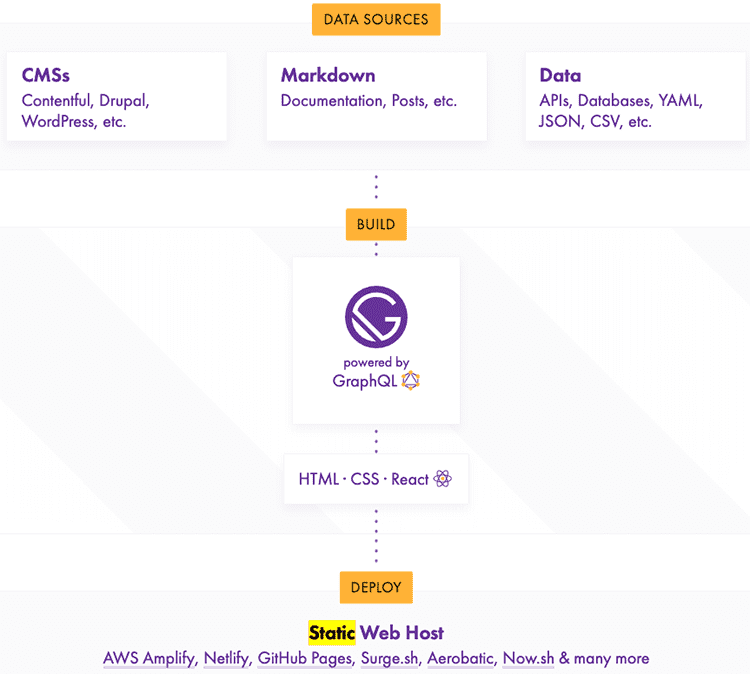 DATA SOURCES
CMSs
Contentful, Drupal,
WordPress, etc.
Markdown
Documentation, Posts, etc.
Data
APIs, Databases, YAML,
JSON, CSV, etc.
BUILD
powered by
GraphQL
HTML · CSS · React
DEPLOY
Static Web Host
AWS Amplify, Netlify, GitHub Pages, Surge.sh, Aerobatic, Now.sh & many more